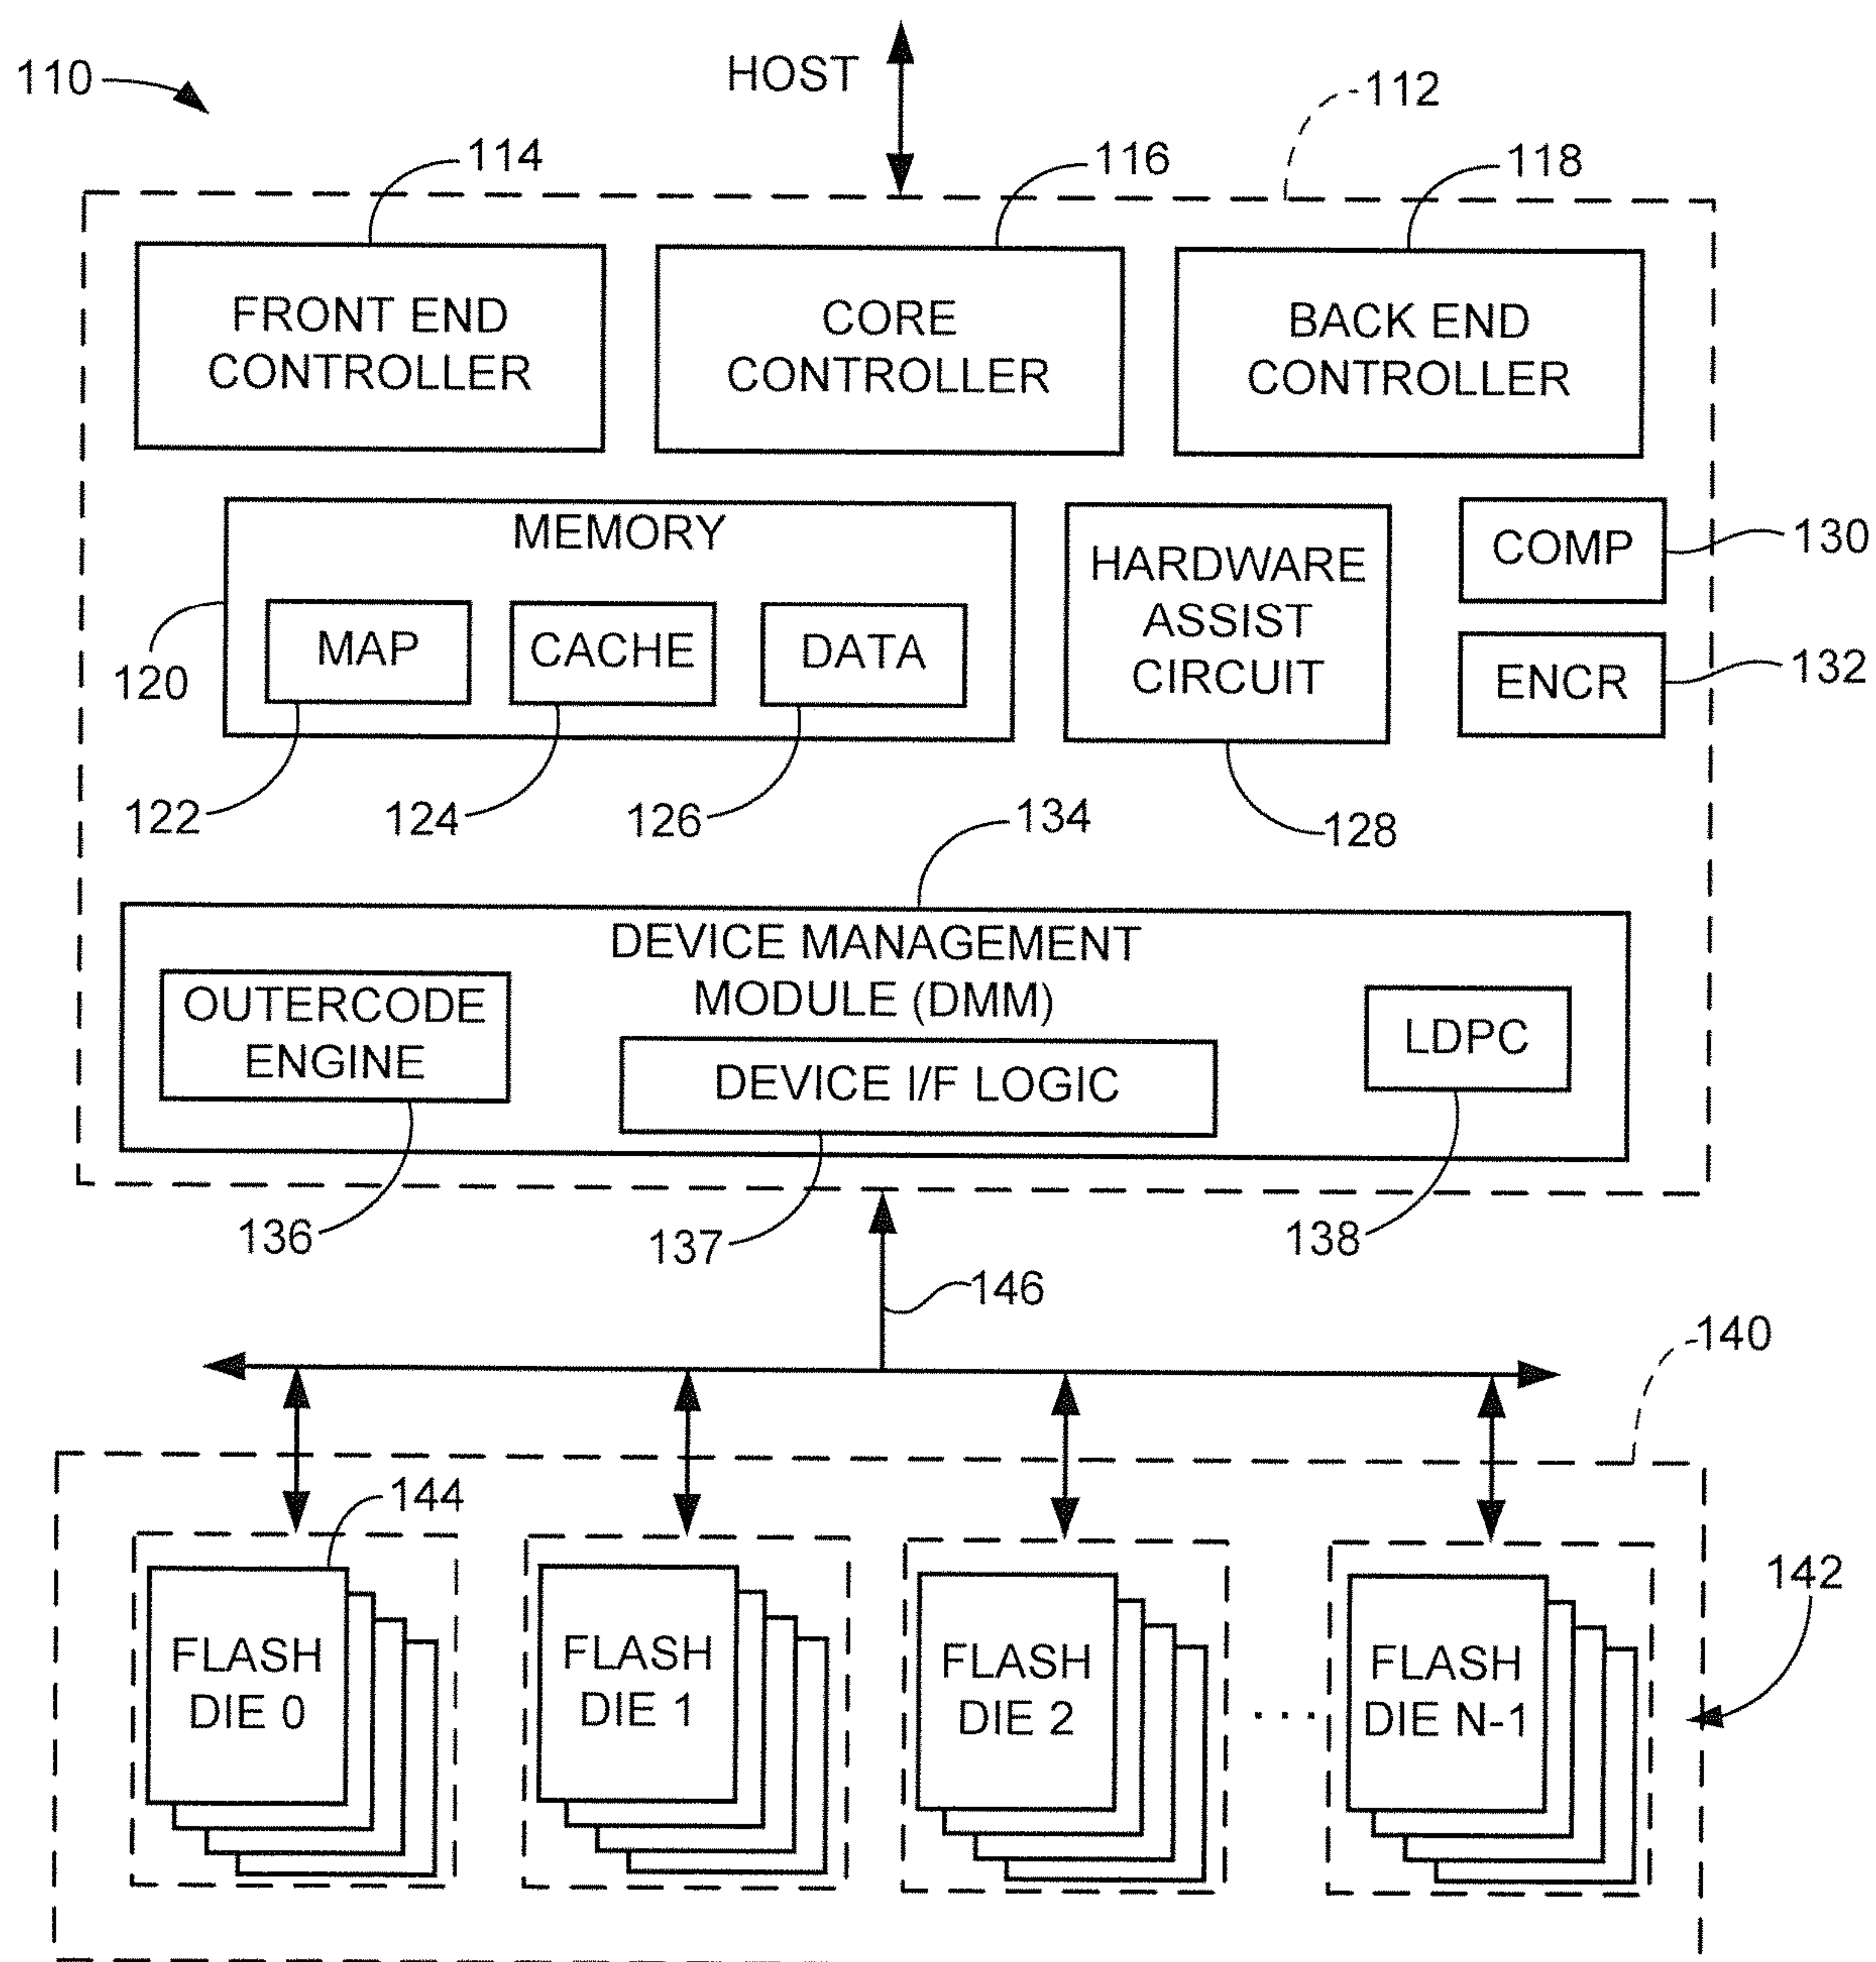 110
HOST
112
114
116
118
FRONT END
CONTROLLER
CORE
CONTROLLER
BACK END
CONTROLLER
MEMORY
MAP
CACHE
DATA
HARDWARE
ASSIST
CIRCUIT
COMP
130
ENCR
132
120
122
124
126
134
128
DEVICE MANAGEMENT
MODULE (DMM)
OUTERCODE
ENGINE
DEVICE I/F LOGIC
LDPC
136
137
138
146
140
144
142
FLASH
DIE 0
FLASH
DIE 1
FLASH
DIE 2
...
FLASH
DIE N-1